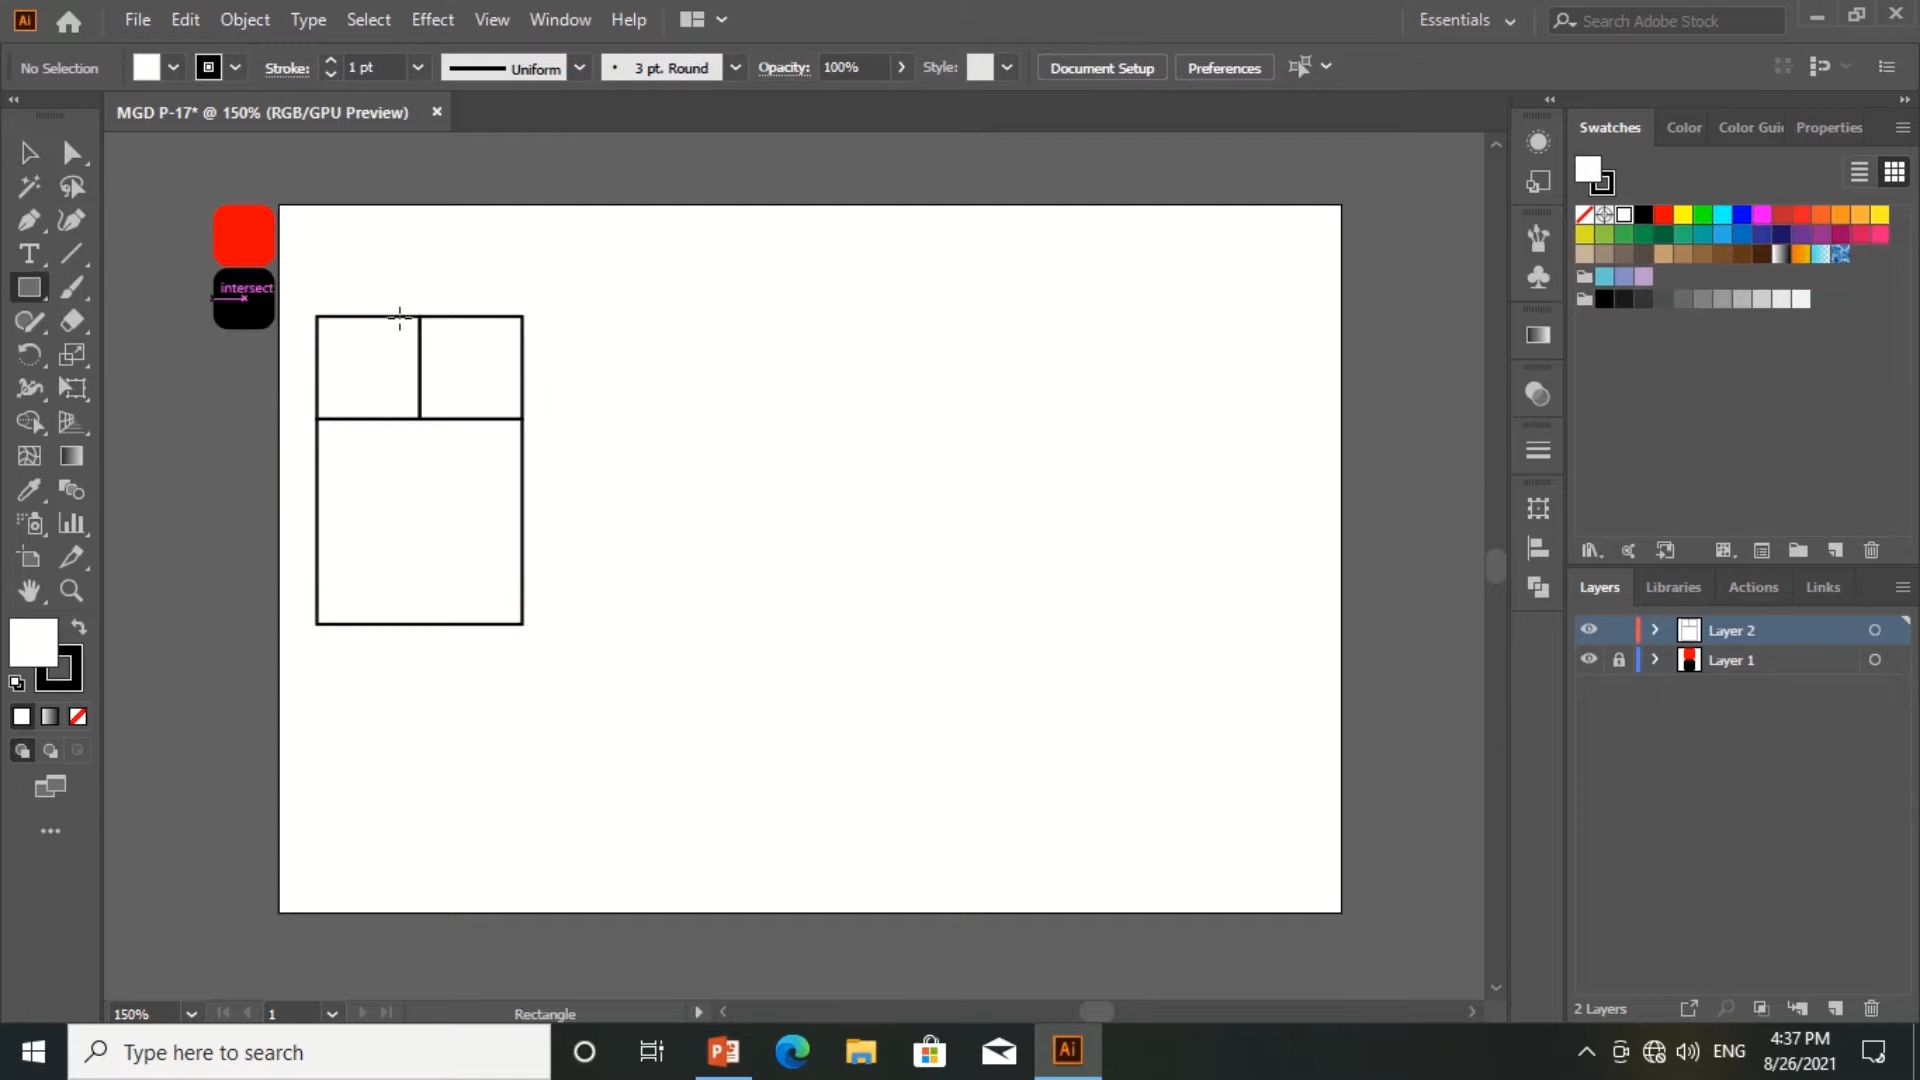 Ai File Edit Object Type Select Effect View Window Help Essentials Search Adobe Stock
No Selection Stroke: 1 pt Uniform 3 pt. Round Opacity: 100% Style: Document Setup Preferences
MGD P-17* @ 150% (RGB/GPU Preview)
Swatches Color Color Gui Properties
intersect
Layers Libraries Actions Links
Layer 2
Layer 1
2 Layers
150% 1 Rectangle
Type here to search
Ai
ENG
4:37 PM
8/26/2021